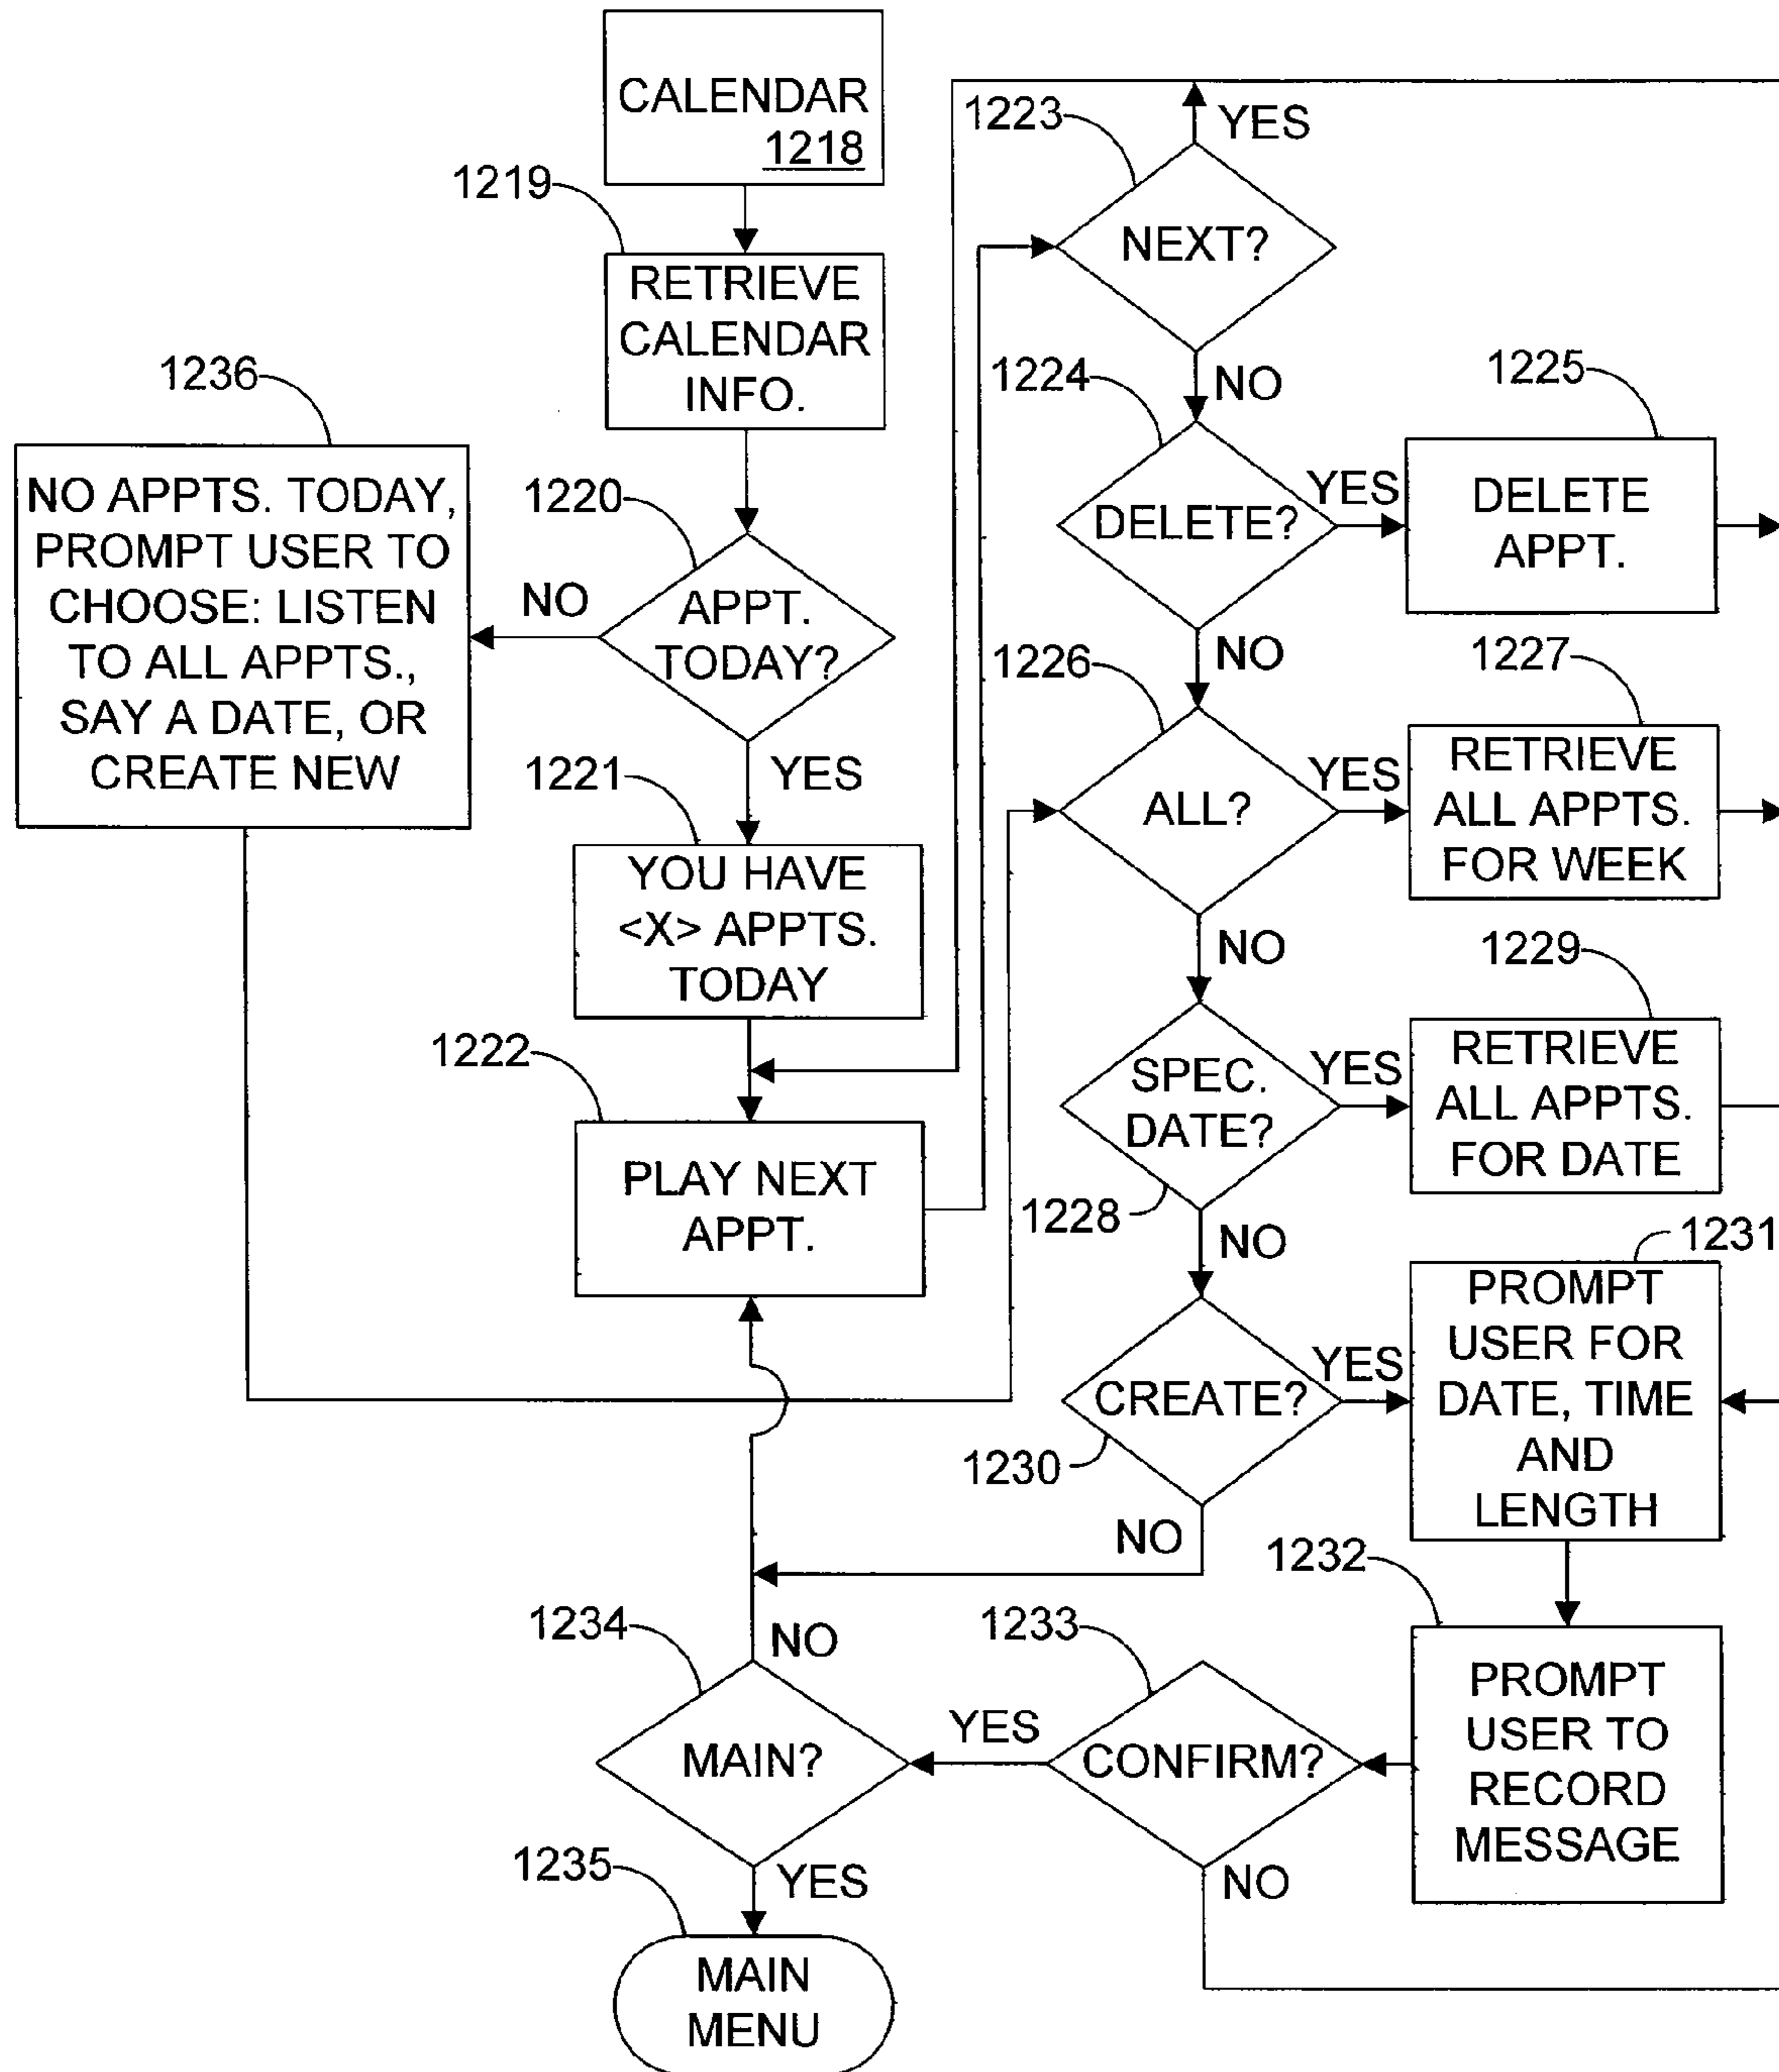 CALENDAR
1218
1219
RETRIEVE
CALENDAR
INFO.
1236
NO APPTS. TODAY,
PROMPT USER TO
CHOOSE: LISTEN
TO ALL APPTS.,
SAY A DATE, OR
CREATE NEW
1220
APPT.
TODAY?
NO
YES
1221
YOU HAVE
<X> APPTS.
TODAY
1222
PLAY NEXT
APPT.
1223
YES
NEXT?
NO
1224
DELETE?
YES
1225
DELETE
APPT.
NO
1226
ALL?
YES
1227
RETRIEVE
ALL APPTS.
FOR WEEK
NO
SPEC.
DATE?
1228
YES
1229
RETRIEVE
ALL APPTS.
FOR DATE
NO
CREATE?
1230
YES
1231
PROMPT
USER FOR
DATE, TIME
AND
LENGTH
NO
1232
PROMPT
USER TO
RECORD
MESSAGE
1233
CONFIRM?
YES
NO
1234
NO
MAIN?
YES
1235
MAIN
MENU